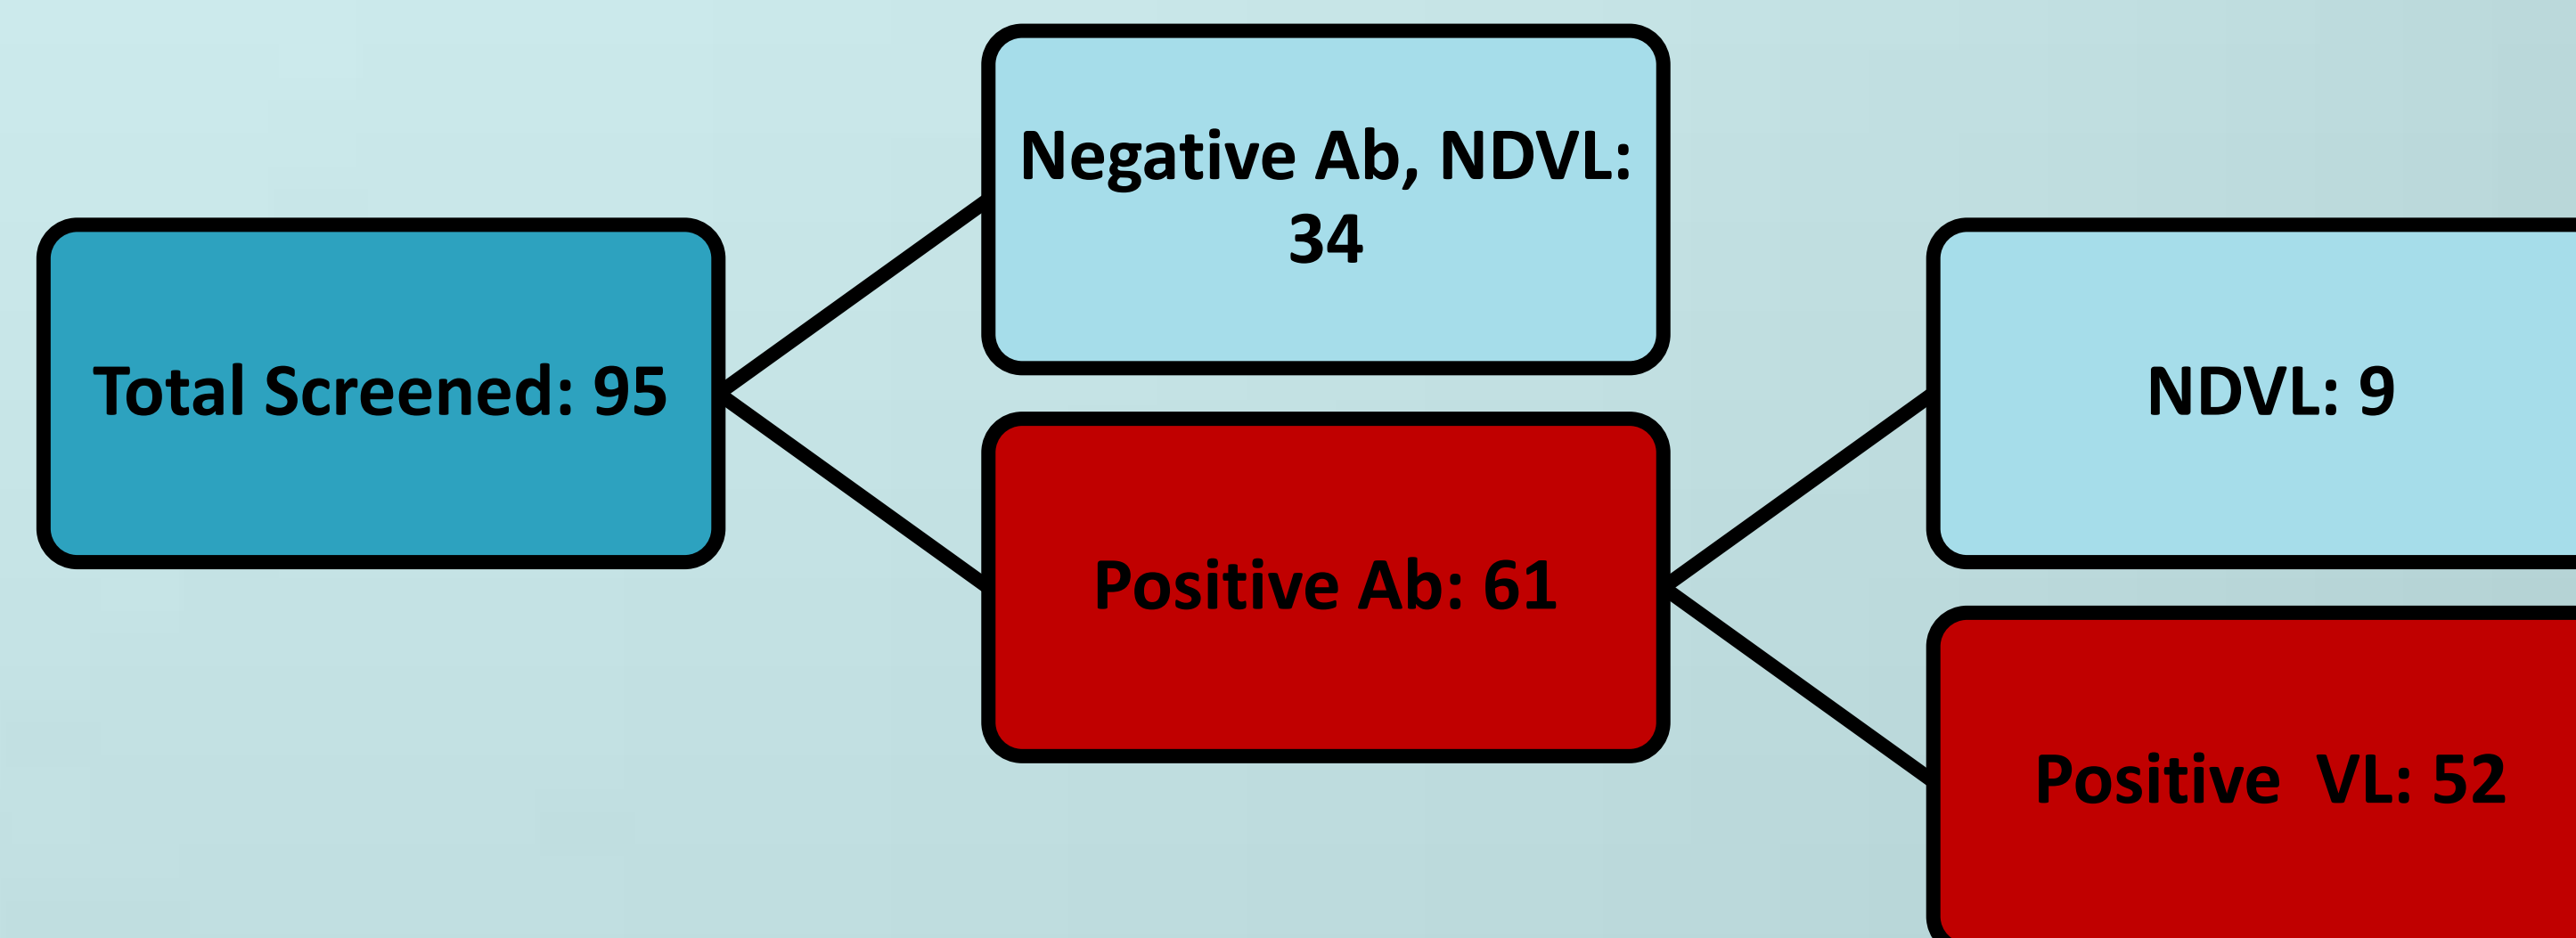 Total Screened: 95
Negative Ab, NDVL:
34
Positive Ab: 61
NDVL: 9
Positive  VL: 52